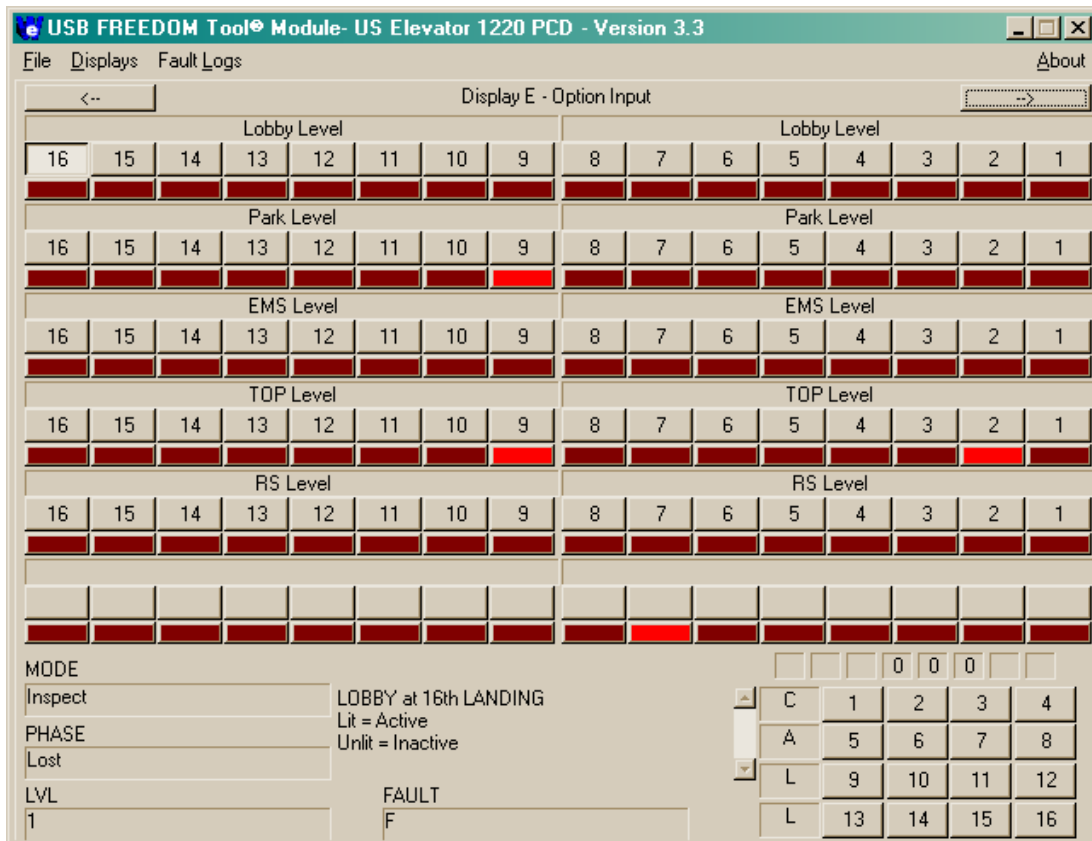 USB FREEDOM Tool® Module- US Elevator 1220 PCD - Version 3.3
File Displays Fault Logs About
<-- Display E - Option Input -->
Lobby Level Lobby Level
16 15 14 13 12 11 10 9 8 7 6 5 4 3 2 1
Park Level Park Level
16 15 14 13 12 11 10 9 8 7 6 5 4 3 2 1
EMS Level EMS Level
16 15 14 13 12 11 10 9 8 7 6 5 4 3 2 1
TOP Level TOP Level
16 15 14 13 12 11 10 9 8 7 6 5 4 3 2 1
RS Level RS Level
16 15 14 13 12 11 10 9 8 7 6 5 4 3 2 1
MODE
Inspect
PHASE
Lost
LVL
1
LOBBY at 16th LANDING
Lit = Active
Unlit = Inactive
FAULT
F
0 0 0
C 1 2 3 4
A 5 6 7 8
L 9 10 11 12
L 13 14 15 16